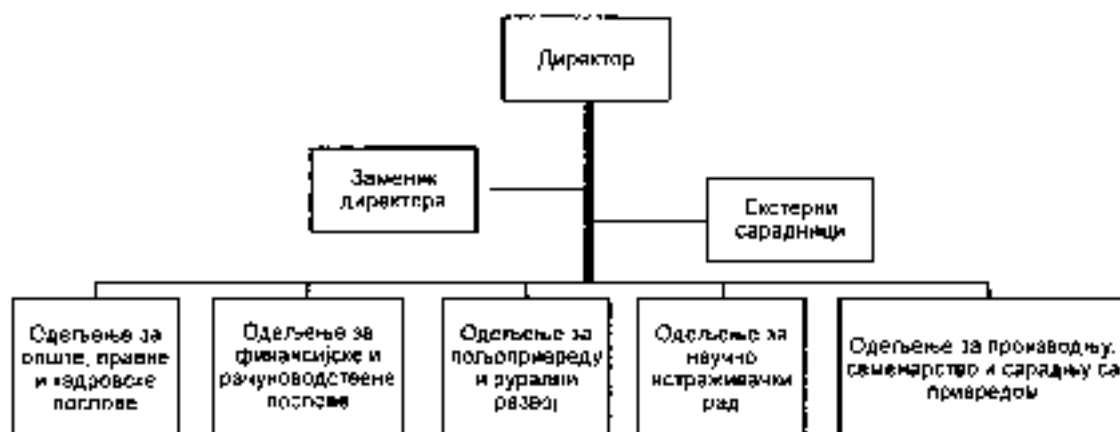 Директор
Заменик
директора
Екстерни
сарадници
Одељење за
опште, правне
и кадровске
послове
Одељење за
финансијске и
рачуноводствене
послове
Одељење за
пољопривреду
и рурални
развој
Одељење за
научно
истраживачки
рад
Одељење за производњу,
семенарство и сарадњу са
привредом